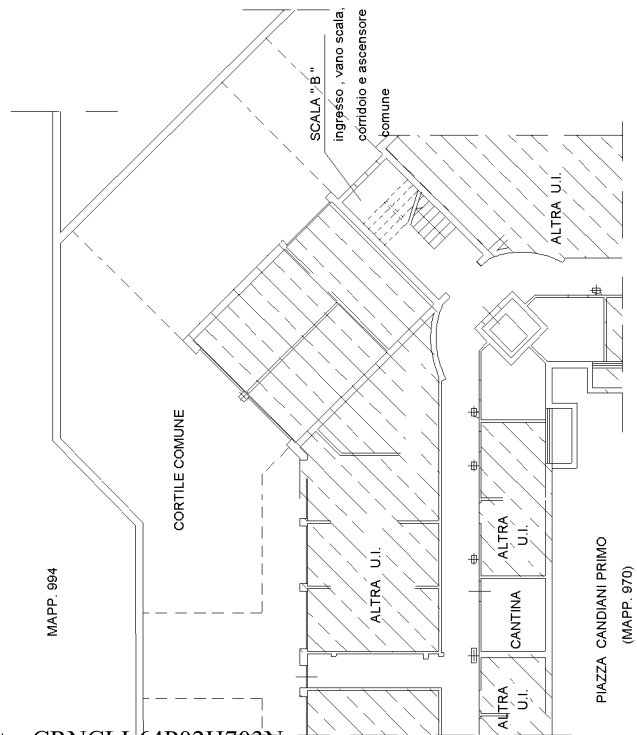 SCALA " B "
ingresso , vano scala,
corridoio e ascensore
comune
ALTRA U.I.
CORTILE COMUNE
MAPP. 994
ALTRA U.I.
ALTRA
U.I.
CANTINA
ALTRA
U.I.
PIAZZA CANDIANI PRIMO
(MAPP. 970)